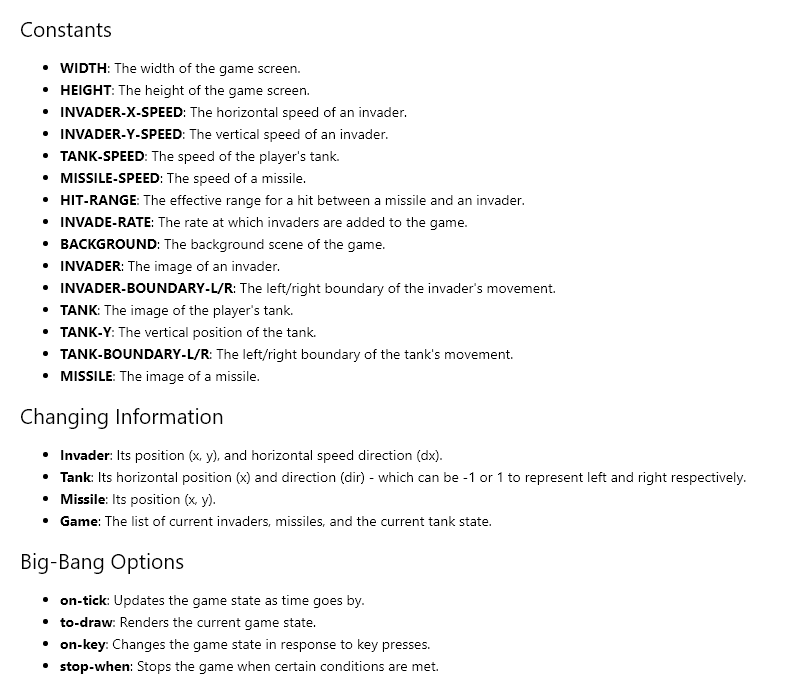 Constants
WIDTH: The width of the game screen.
HEIGHT: The height of the game screen.
INVADER-X-SPEED: The horizontal speed of an invader.
INVADER-Y-SPEED: The vertical speed of an invader.
TANK-SPEED: The speed of the player's tank.
MISSILE-SPEED: The speed of a missile.
HIT-RANGE: The effective range for a hit between a missile and an invader.
INVADE-RATE: The rate at which invaders are added to the game.
BACKGROUND: The background scene of the game.
INVADER: The image of an invader.
INVADER-BOUNDARY-L/R: The left/right boundary of the invader's movement.
TANK: The image of the player's tank.
TANK-Y: The vertical position of the tank.
TANK-BOUNDARY-L/R: The left/right boundary of the tank's movement.
MISSILE: The image of a missile.
Changing Information
Invader: Its position (x, y), and horizontal speed direction (dx).
Tank: Its horizontal position (x) and direction (dir) - which can be -1 or 1 to represent left and right respectively.
Missile: Its position (x, y).
Game: The list of current invaders, missiles, and the current tank state.
Big-Bang Options
on-tick: Updates the game state as time goes by.
to-draw: Renders the current game state.
on-key: Changes the game state in response to key presses.
stop-when: Stops the game when certain conditions are met.